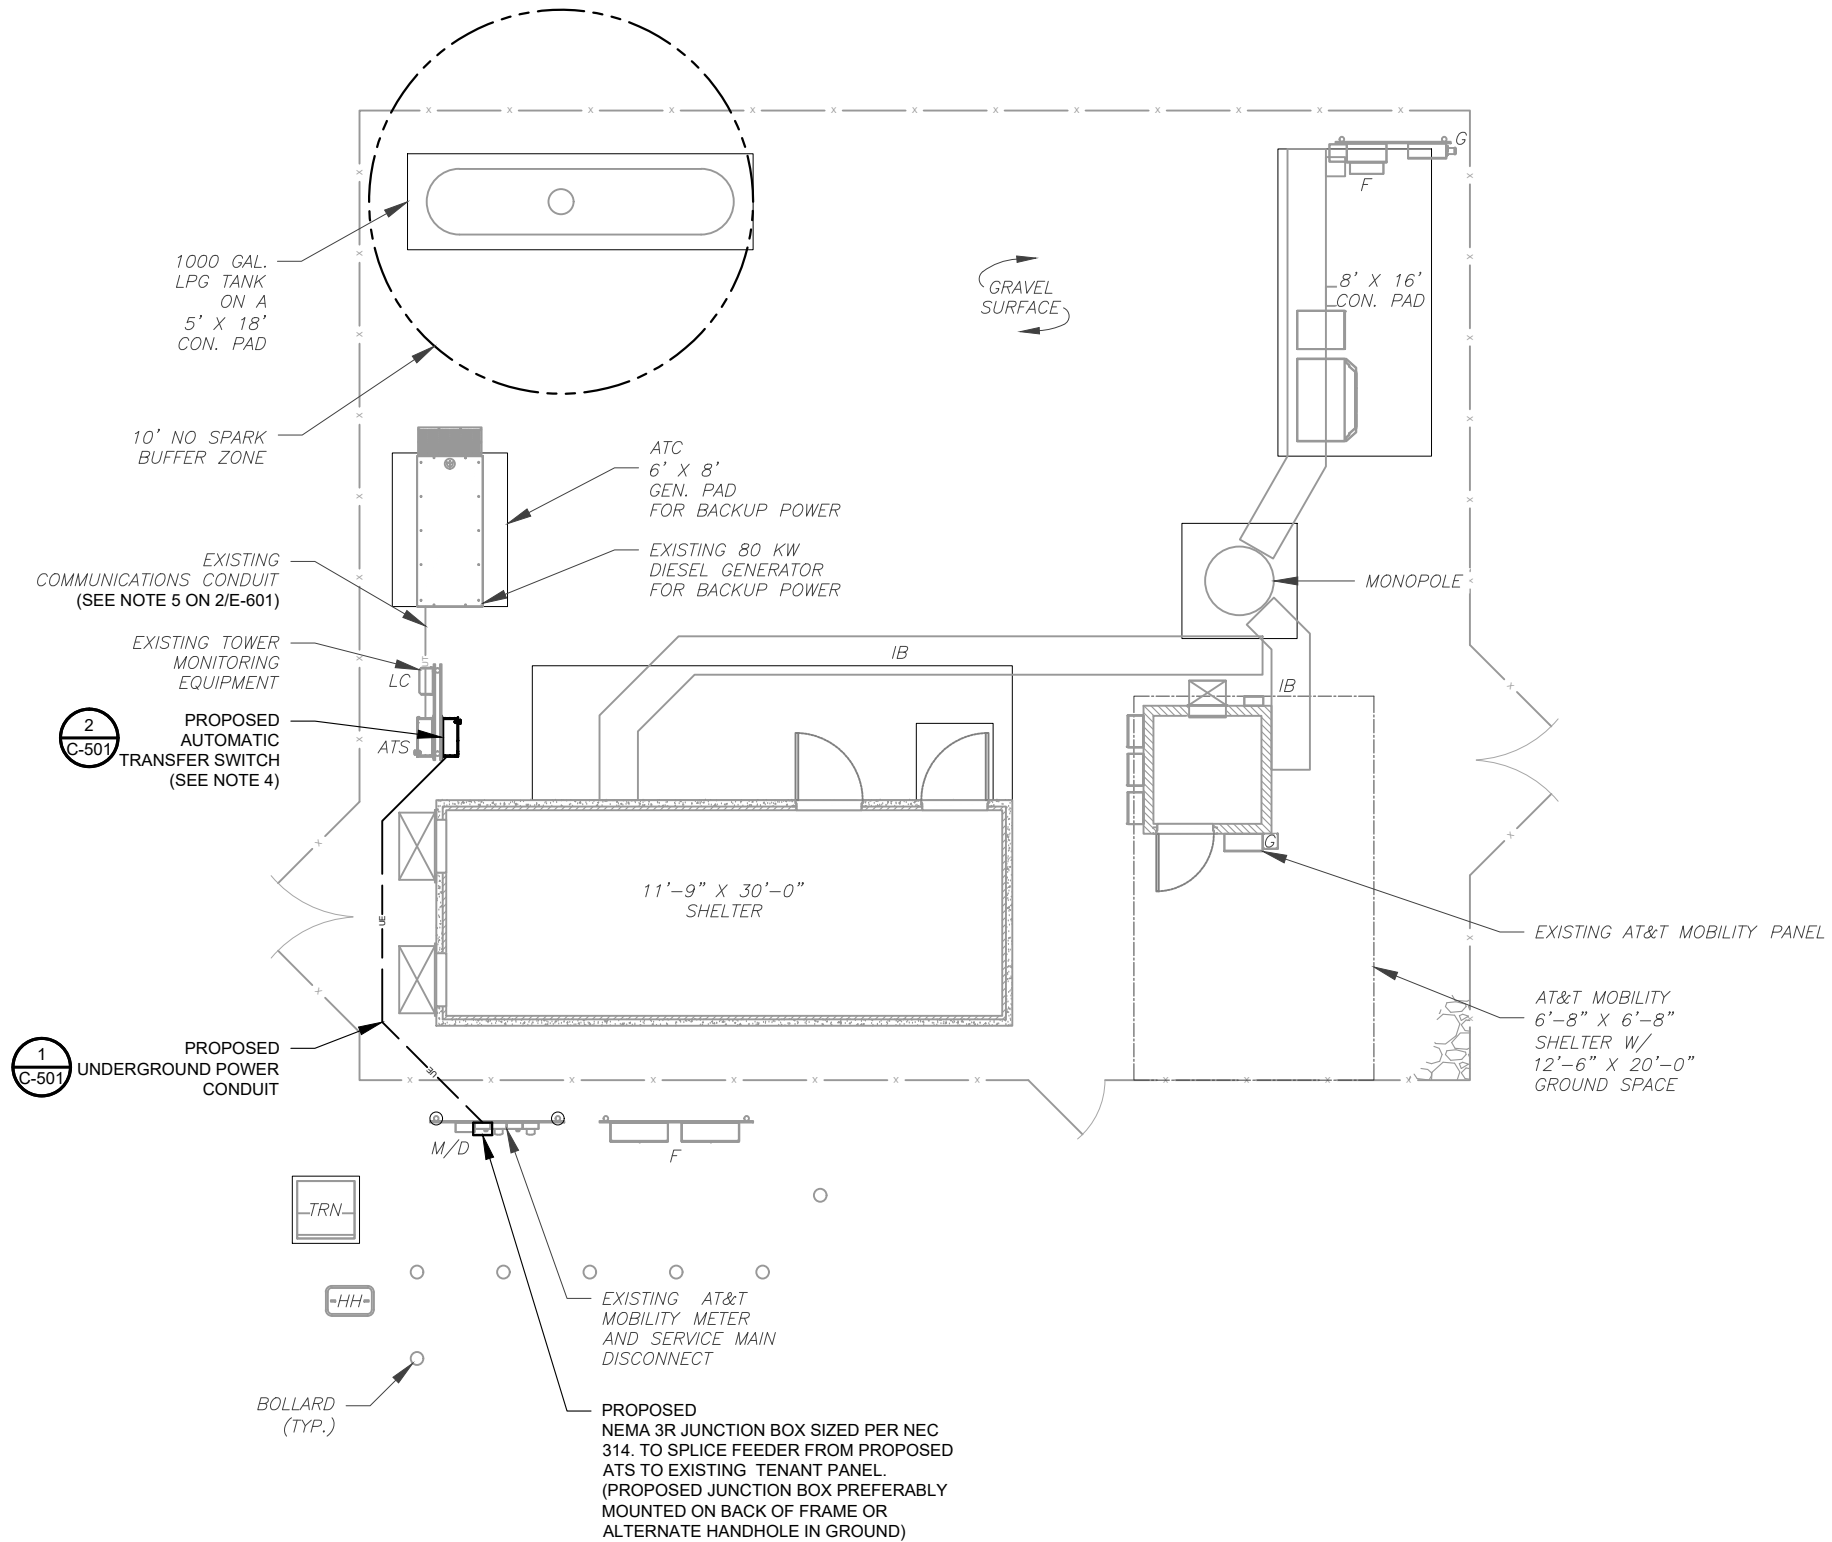 G
F
8' X 16'
CON. PAD
GRAVEL
SURFACE
1000 GAL.
LPG TANK
ON A
5' X 18'
CON. PAD
10' NO SPARK
BUFFER ZONE
ATC
6' X 8'
GEN. PAD
FOR BACKUP POWER
EXISTING 80 KW
DIESEL GENERATOR
FOR BACKUP POWER
EXISTING
COMMUNICATIONS CONDUIT
(SEE NOTE 5 ON 2/E-601)
MONOPOLE
EXISTING TOWER
MONITORING
EQUIPMENT
UT
LC
IB
IB
2
C-501
PROPOSED
AUTOMATIC
TRANSFER SWITCH
(SEE NOTE 4)
ATS
G
11'-9" X 30'-0"
SHELTER
UE
EXISTING AT&T MOBILITY PANEL
AT&T MOBILITY
6'-8" X 6'-8"
SHELTER W/
12'-6" X 20'-0"
GROUND SPACE
1
C-501
PROPOSED
UNDERGROUND POWER
CONDUIT
UE
M/D
F
TRN
HH
EXISTING AT&T
MOBILITY METER
AND SERVICE MAIN
DISCONNECT
BOLLARD
(TYP.)
PROPOSED
NEMA 3R JUNCTION BOX SIZED PER NEC
314. TO SPLICE FEEDER FROM PROPOSED
ATS TO EXISTING TENANT PANEL.
(PROPOSED JUNCTION BOX PREFERABLY
MOUNTED ON BACK OF FRAME OR
ALTERNATE HANDHOLE IN GROUND)